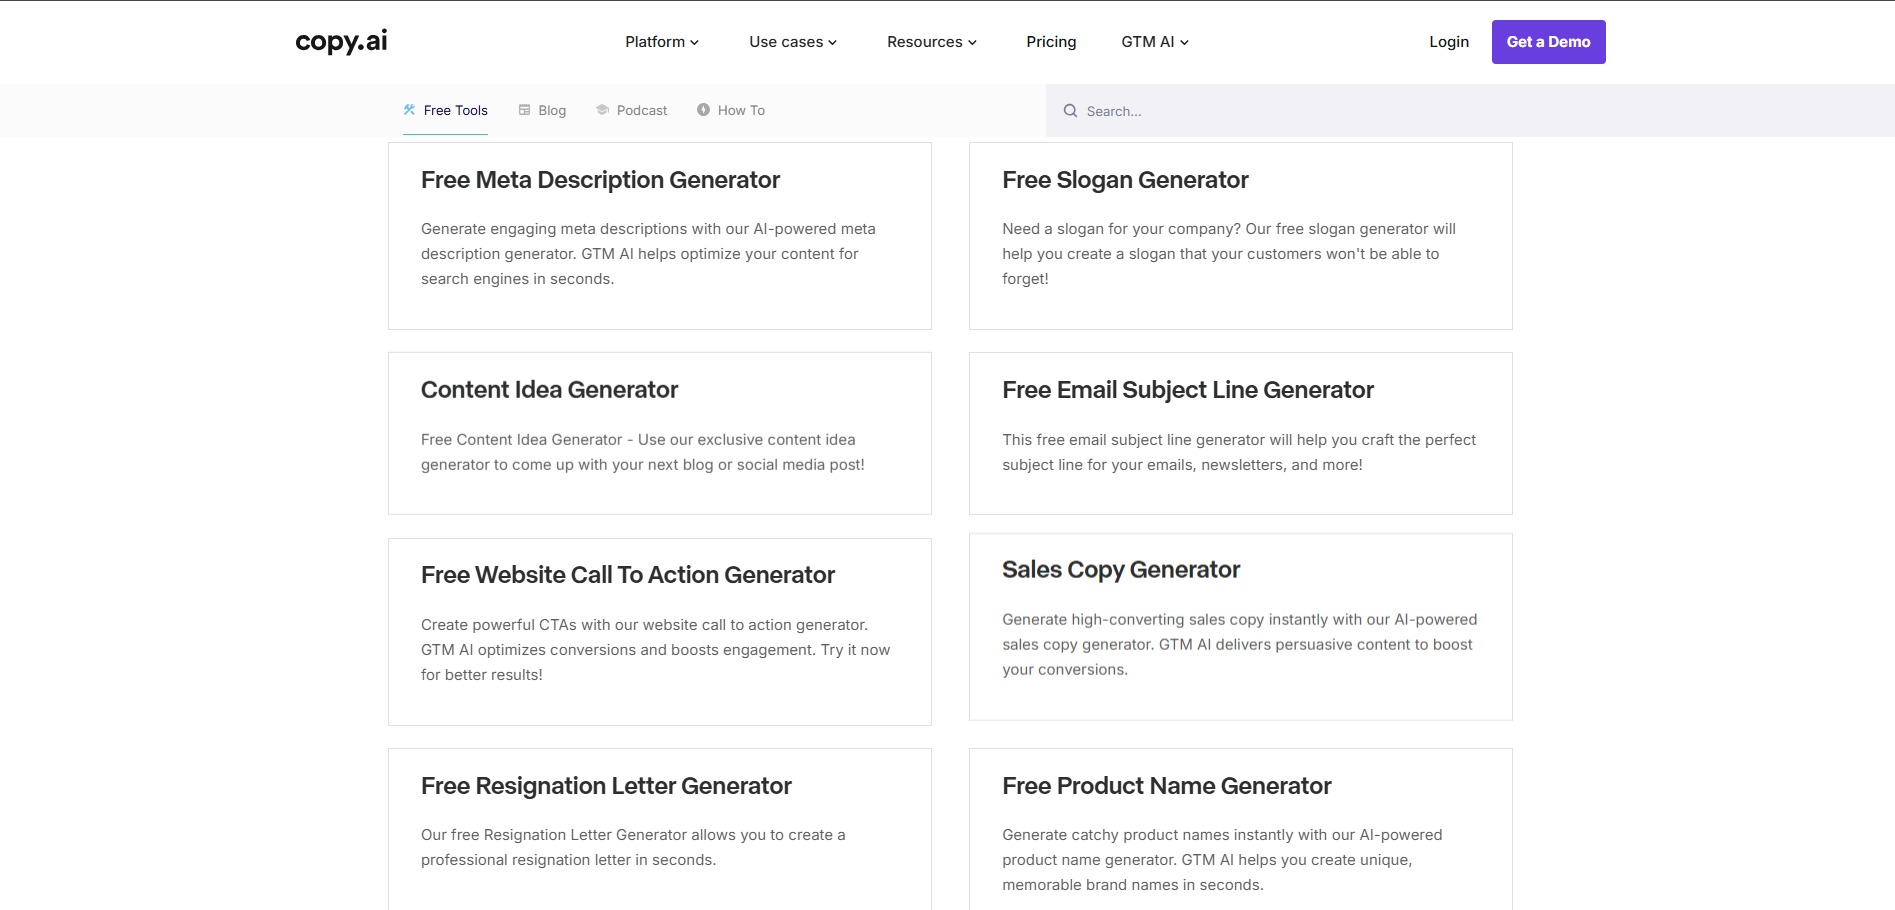 copy.ai
Platform
Use cases
Resources
Pricing
GTM AI
Login
Get a Demo
Free Tools
Blog
Podcast
How To
Search...
Free Meta Description Generator
Generate engaging meta descriptions with our AI-powered meta
description generator. GTM AI helps optimize your content for
search engines in seconds.
Free Slogan Generator
Need a slogan for your company? Our free slogan generator will
help you create a slogan that your customers won't be able to
forget!
Content Idea Generator
Free Content Idea Generator - Use our exclusive content idea
generator to come up with your next blog or social media post!
Free Email Subject Line Generator
This free email subject line generator will help you craft the perfect
subject line for your emails, newsletters, and more!
Free Website Call To Action Generator
Create powerful CTAs with our website call to action generator.
GTM AI optimizes conversions and boosts engagement. Try it now
for better results!
Sales Copy Generator
Generate high-converting sales copy instantly with our AI-powered
sales copy generator. GTM AI delivers persuasive content to boost
your conversions.
Free Resignation Letter Generator
Our free Resignation Letter Generator allows you to create a
professional resignation letter in seconds.
Free Product Name Generator
Generate catchy product names instantly with our AI-powered
product name generator. GTM AI helps you create unique,
memorable brand names in seconds.